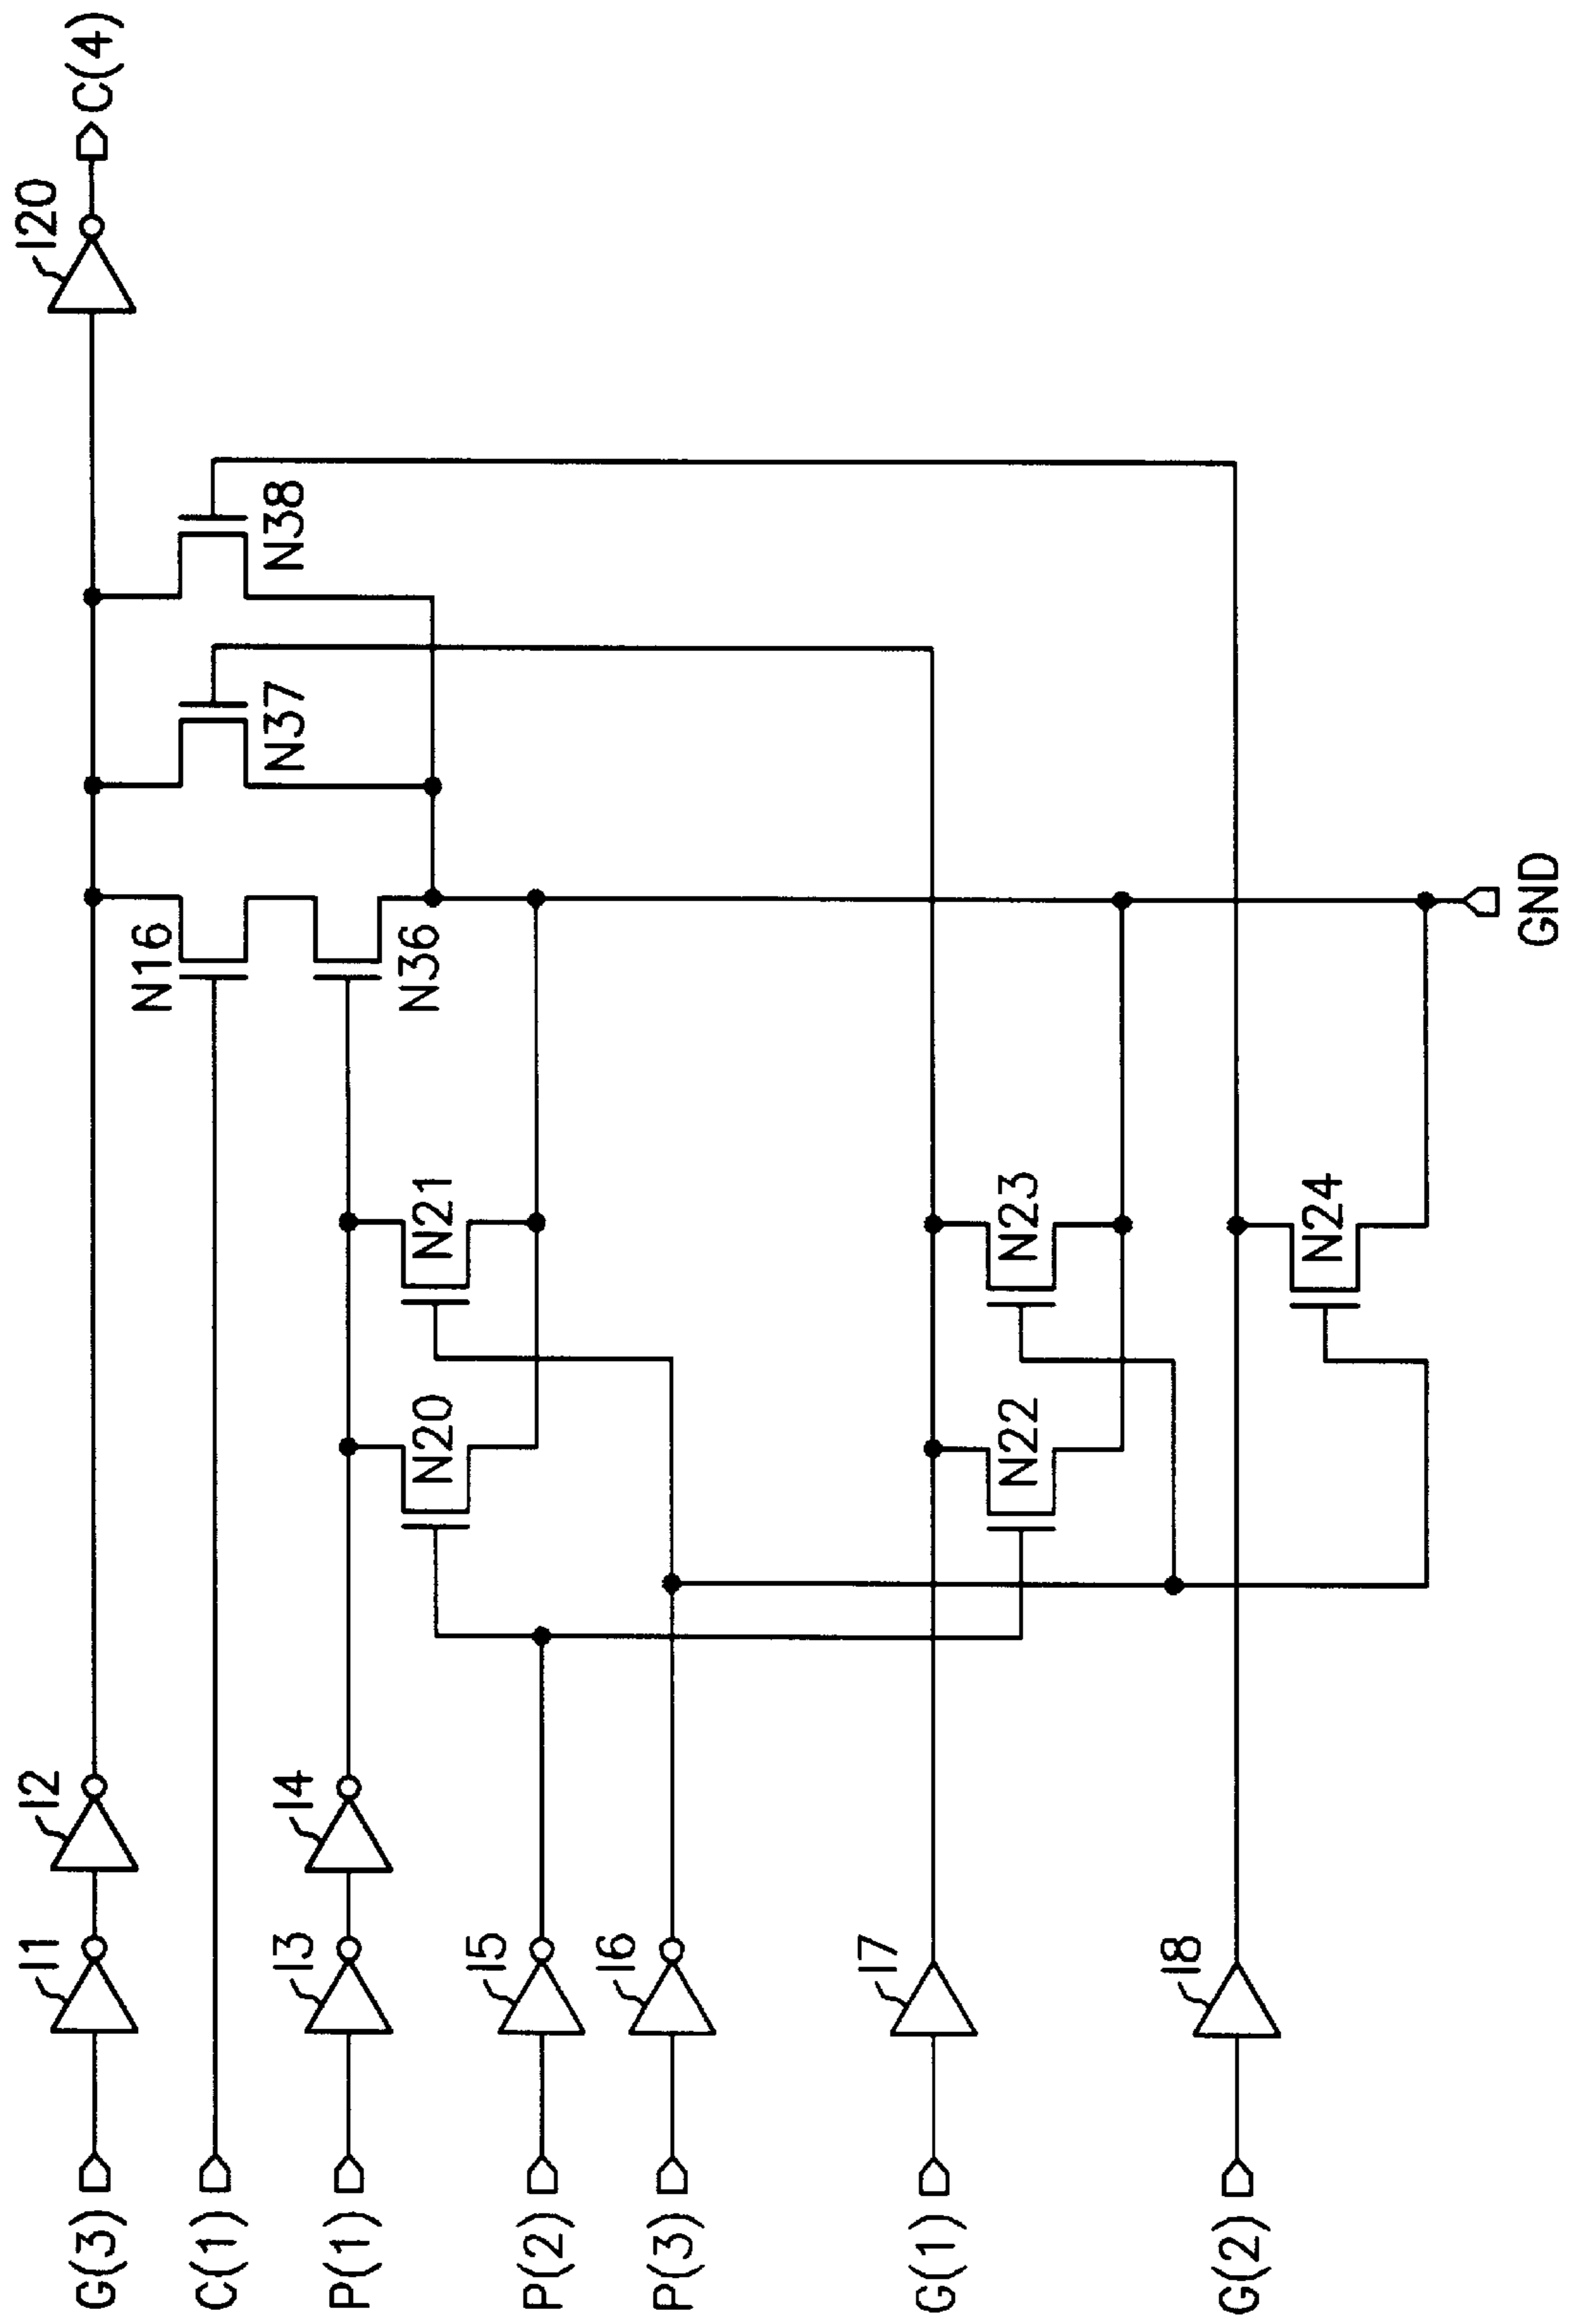 G(3)
I1
I2
I20
C(4)
C(1)
N16
N37
N38
P(1)
I3
I4
N36
N20
N21
P(2)
I5
P(3)
I6
G(1)
I7
N22
N23
G(2)
I8
N24
GND